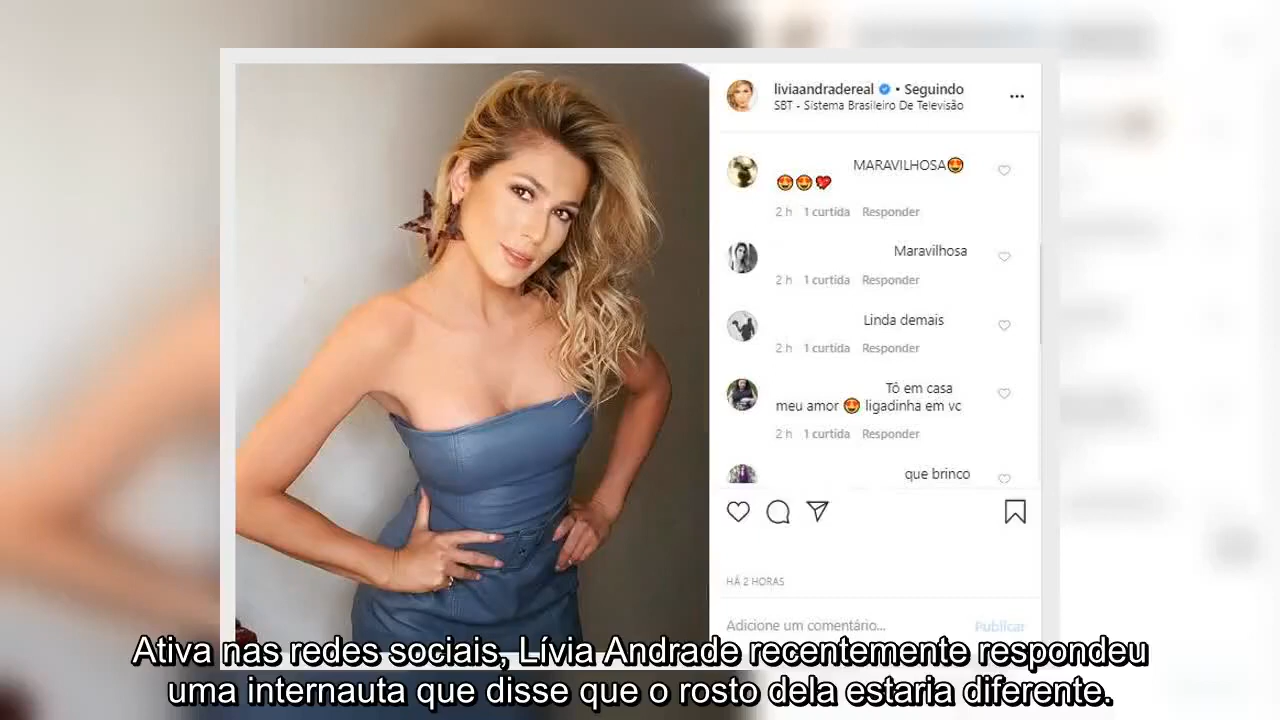 liviaandradereal • Seguindo
SBT - Sistema Brasileiro De Televisão
MARAVILHOSA😍
😍😍💖
2 h 1 curtida Responder
Maravilhosa
2 h 1 curtida Responder
Linda demais
2 h 1 curtida Responder
Tô em casa
meu amor 😍 ligadinha em vc
2 h 1 curtida Responder
que brinco
HÁ 2 HORAS
Adicione um comentário... Publicar
Ativa nas redes sociais, Lívia Andrade recentemente respondeu
uma internauta que disse que o rosto dela estaria diferente.